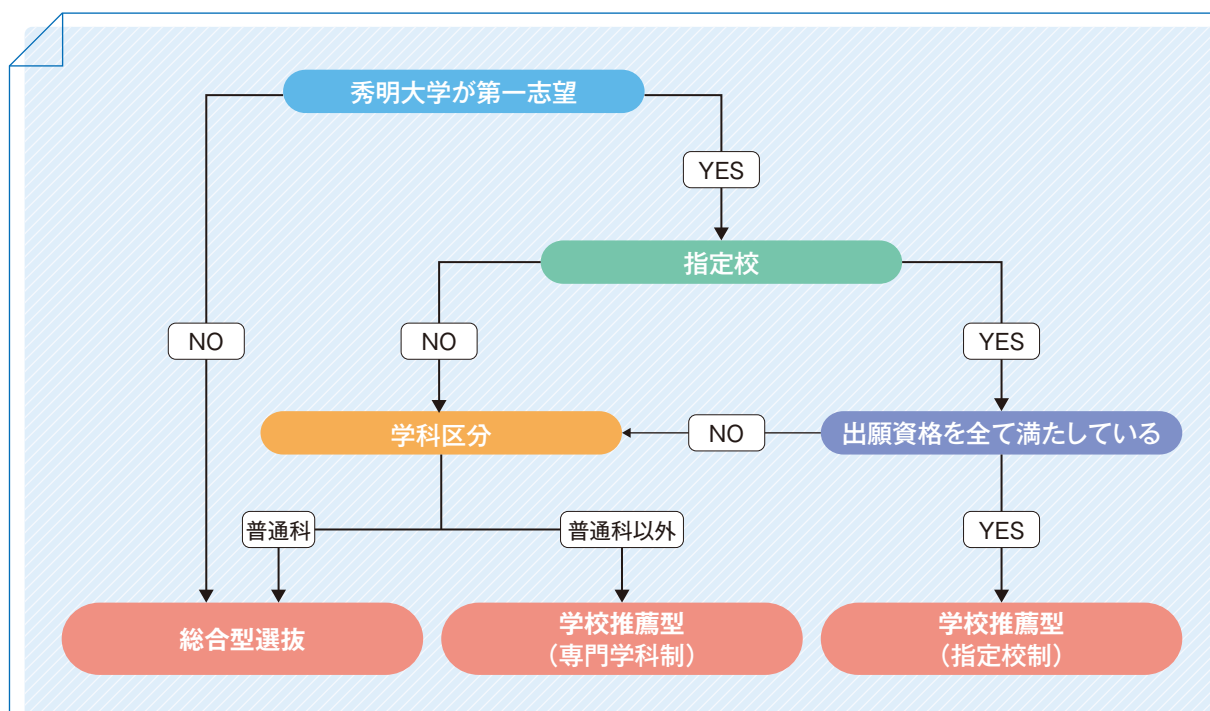 秀明大学が第一志望
YES
指定校
NO
NO
YES
学科区分
NO
出願資格を全て満たしている
普通科
普通科以外
YES
総合型選抜
学校推薦型
（専門学科制）
学校推薦型
（指定校制）